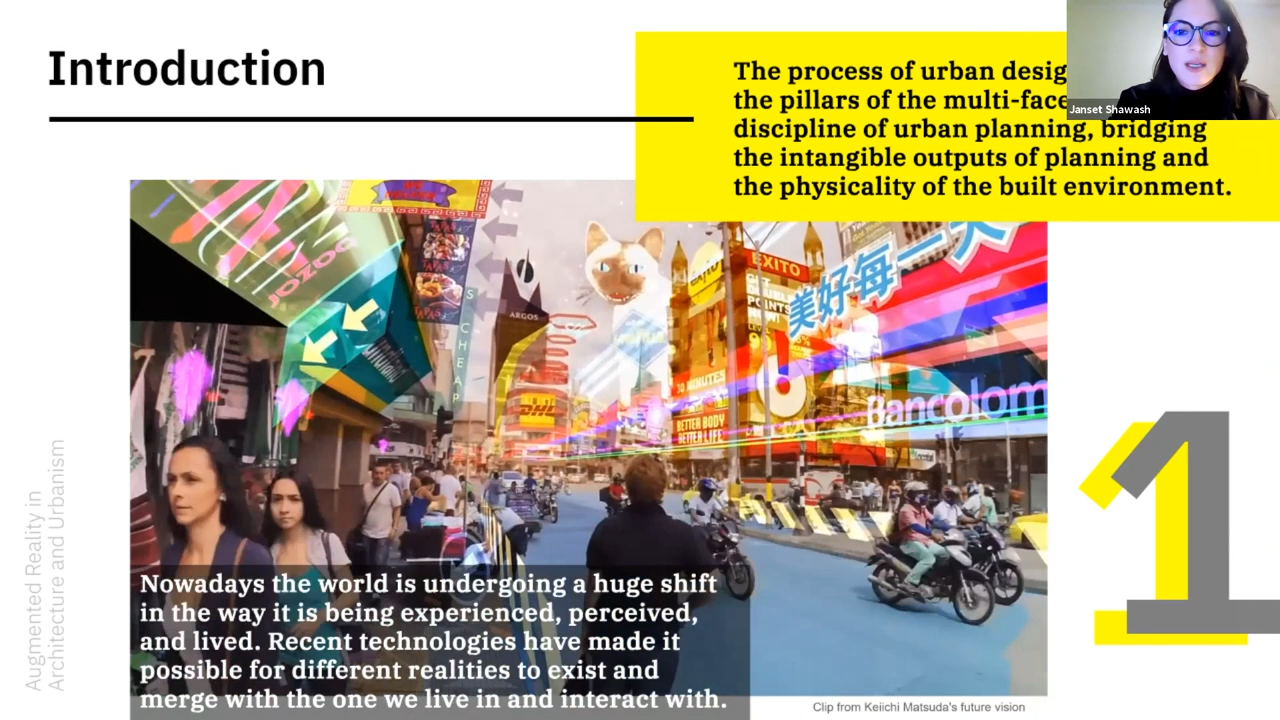 Introduction
The process of urban
the pillars of the
discipline of urban planning, bridging
the intangible outputs of planning and
the physicality of the built environment.
Janset Shawash
JOZOO
TAPAS
TAPAS
CHEAP
ARGOS
DHL
EXITO
POINTS
30 MINUTES
BETTER BODY
BETTER LIFE
美好每一天
Bancolom
Nowadays the world is undergoing a huge shift
in the way it is being experienced, perceived,
and lived. Recent technologies have made it
possible for different realities to exist and
merge with the one we live in and interact with.
Clip from Keiichi Matsuda's future vision
Augmented Reality in
Architecture and Urbanism
1